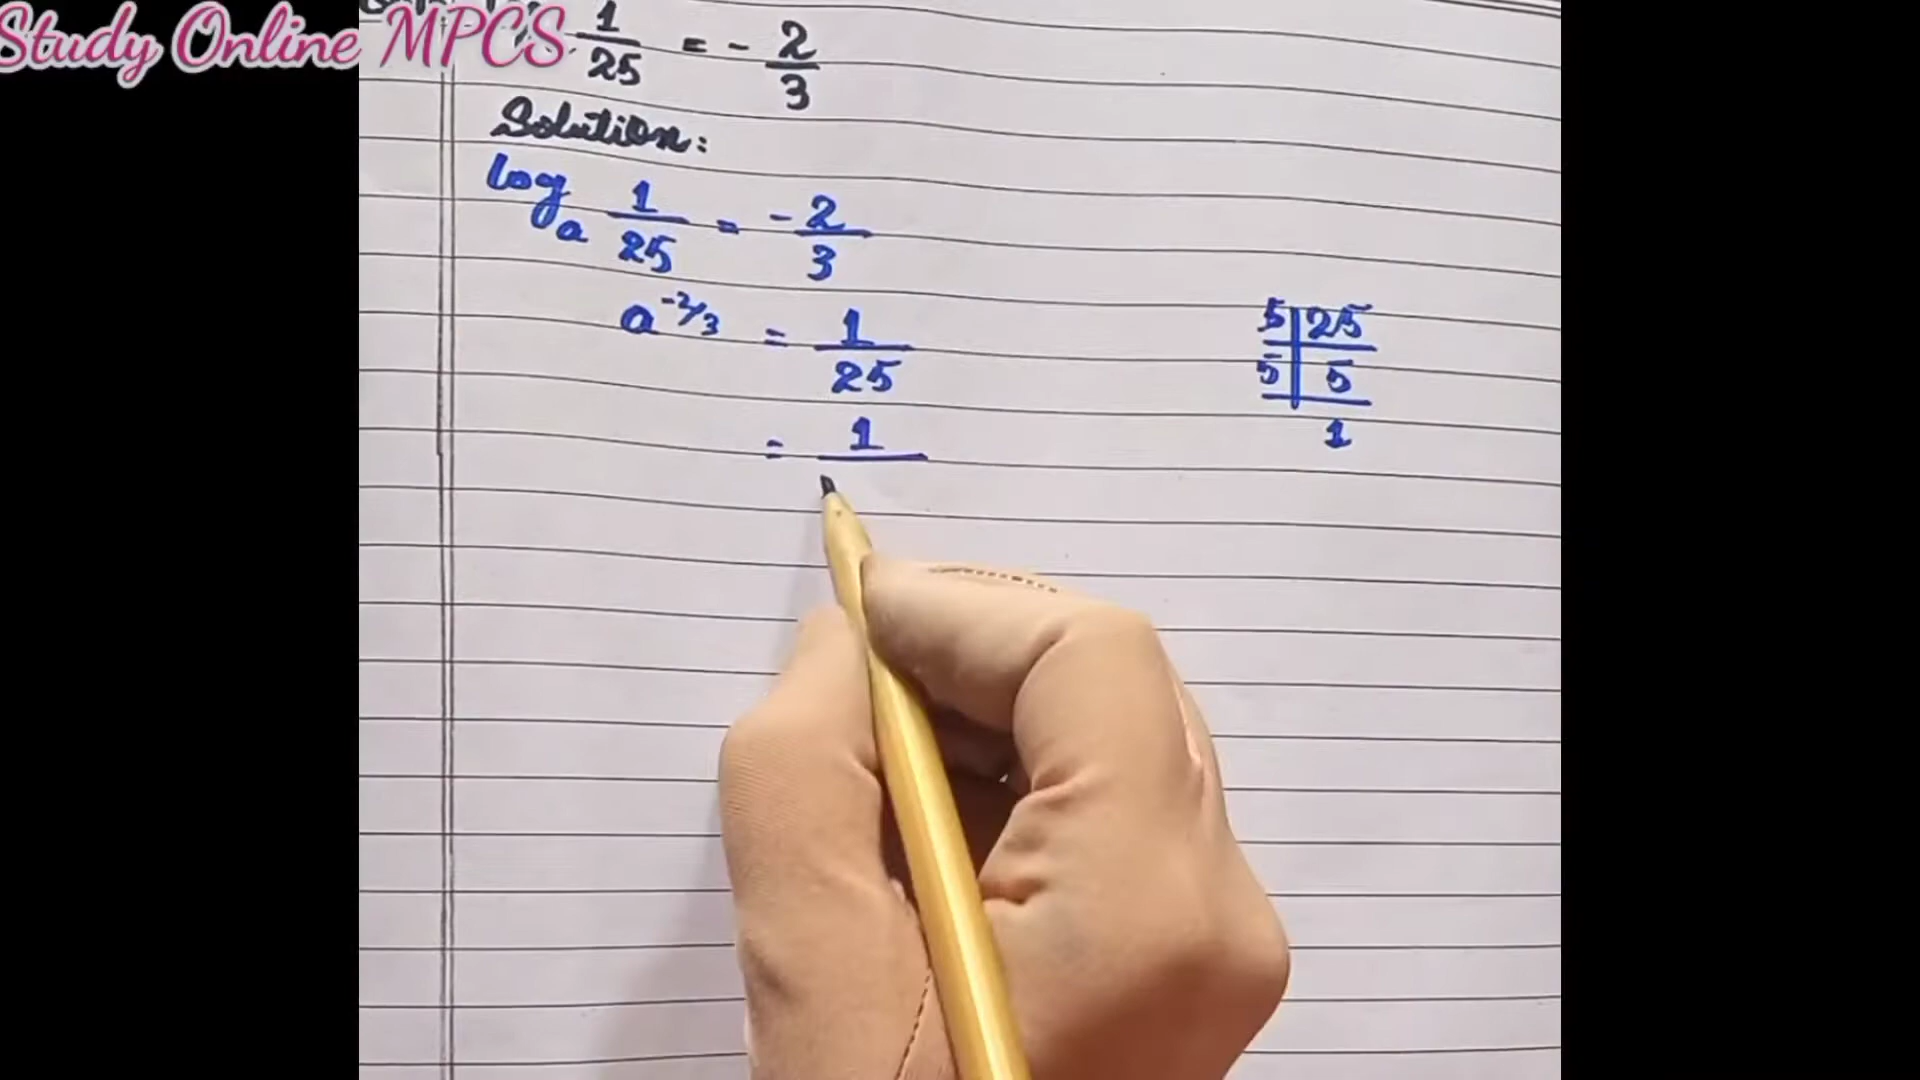 Study Online MPCS
1/25 = - 2/3
Solution:
log_a 1/25 = - 2/3
a^-2/3 = 1/25
= 1/
5 | 25
5 | 5
1